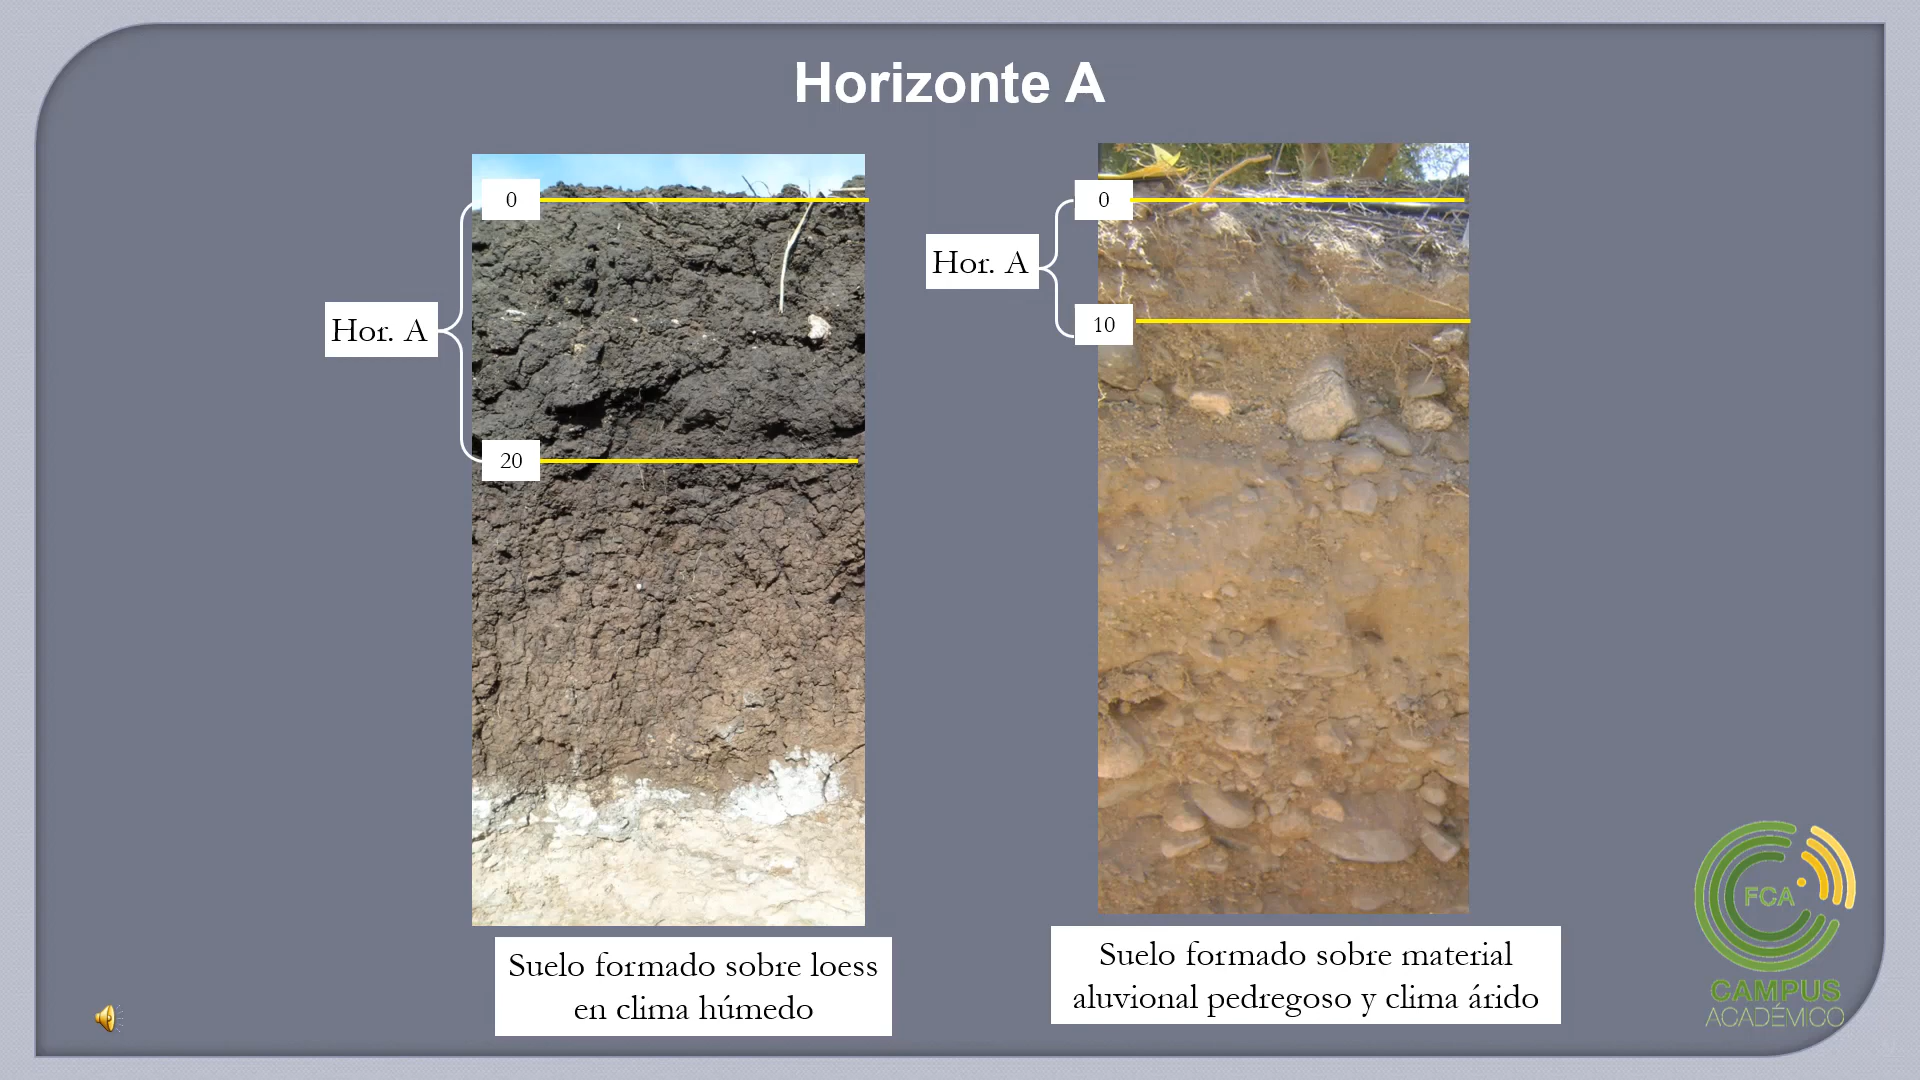 Horizonte A
0
Hor. A
20
Suelo formado sobre loess
en clima húmedo
0
Hor. A
10
Suelo formado sobre material
aluvional pedregoso y clima árido
FCA
CAMPUS
ACADÉMICO